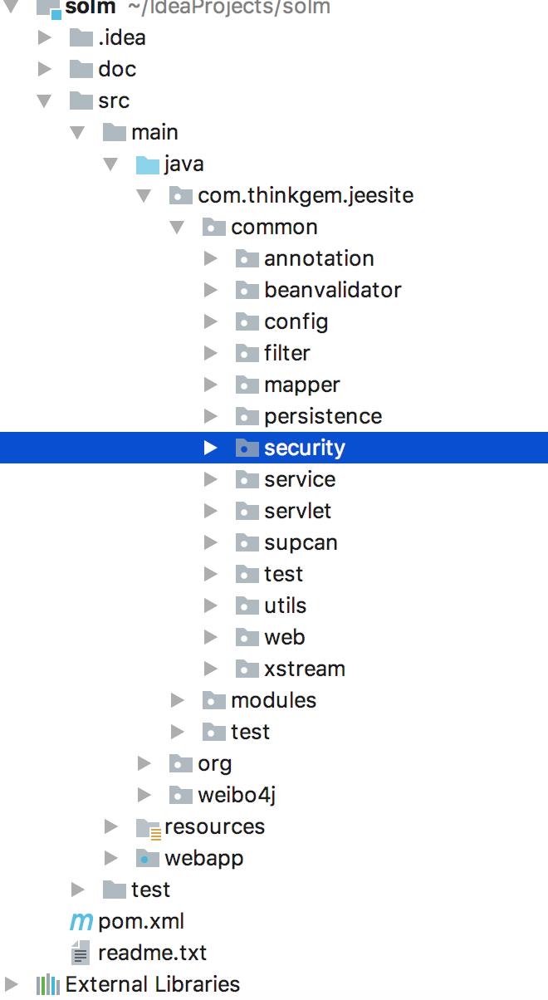 solm ~/IdeaProjects/solm
.idea
doc
src
main
java
com.thinkgem.jeesite
common
annotation
beanvalidator
config
filter
mapper
persistence
security
service
servlet
supcan
test
utils
web
xstream
modules
test
org
weibo4j
resources
webapp
test
pom.xml
readme.txt
External Libraries